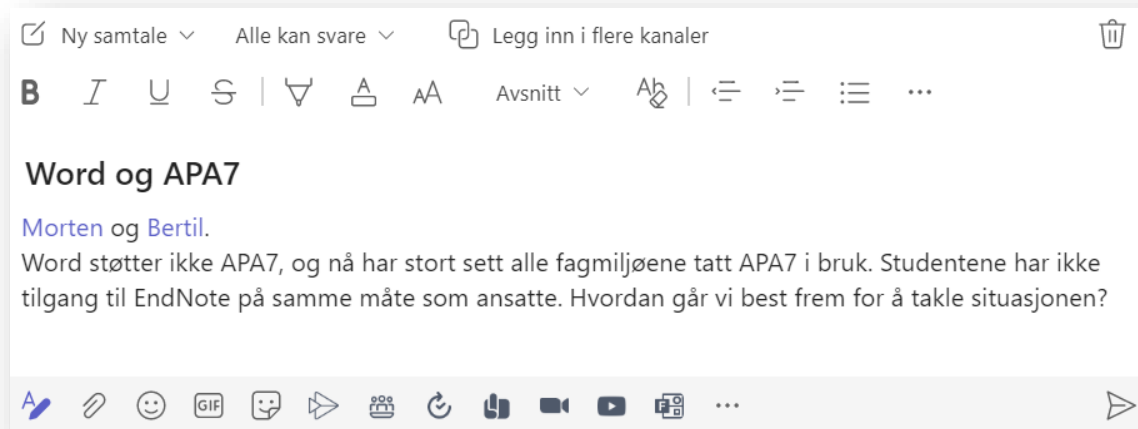 Ny samtale Alle kan svare Legg inn i flere kanaler
B I U S A AA Avsnitt Ab
Word og APA7
Morten og Bertil.
Word støtter ikke APA7, og nå har stort sett alle fagmiljøene tatt APA7 i bruk. Studentene har ikke
tilgang til EndNote på samme måte som ansatte. Hvordan går vi best frem for å takle situasjonen?
A GIF